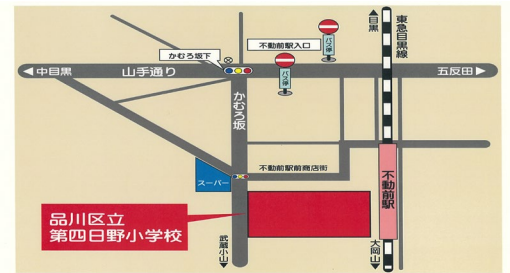 ▲目黒
東急目黒線
不動前駅入口
バス停
かむろ坂下
バス停
◀中目黒
山手通り
五反田▶
かむろ坂
不動前駅前商店街
スーパー
不動前駅
品川区立
第四日野小学校
武蔵小山▼
大岡山▼